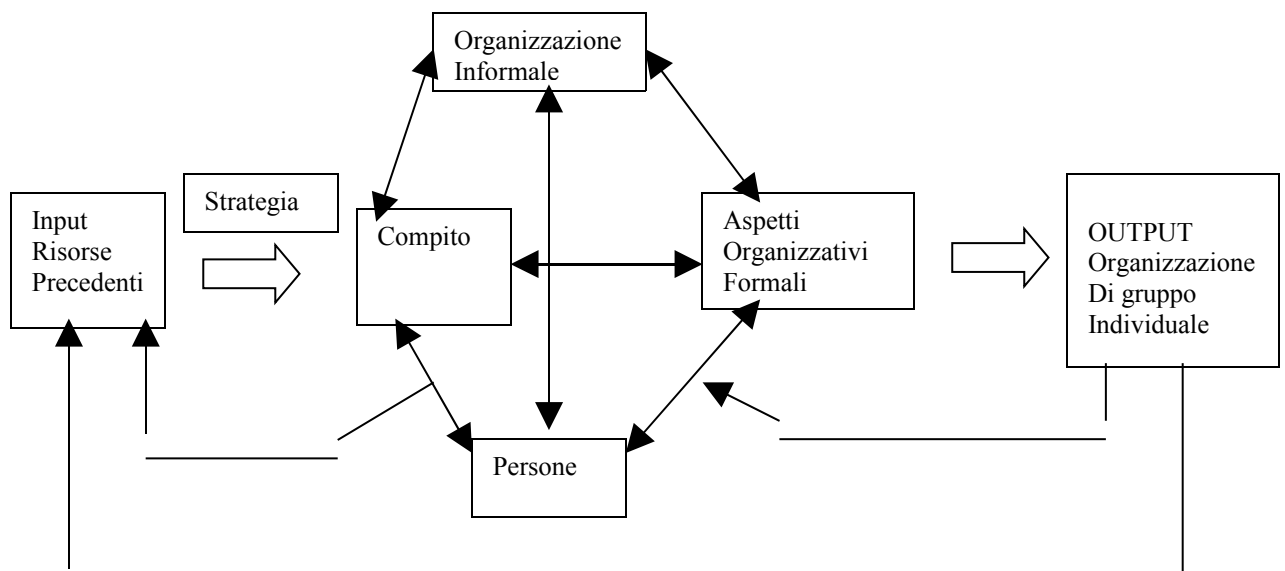 Organizzazione
Informale
Strategia
Input
Risorse
Precedenti
Compito
Aspetti
Organizzativi
Formali
OUTPUT
Organizzazione
Di gruppo
Individuale
Persone